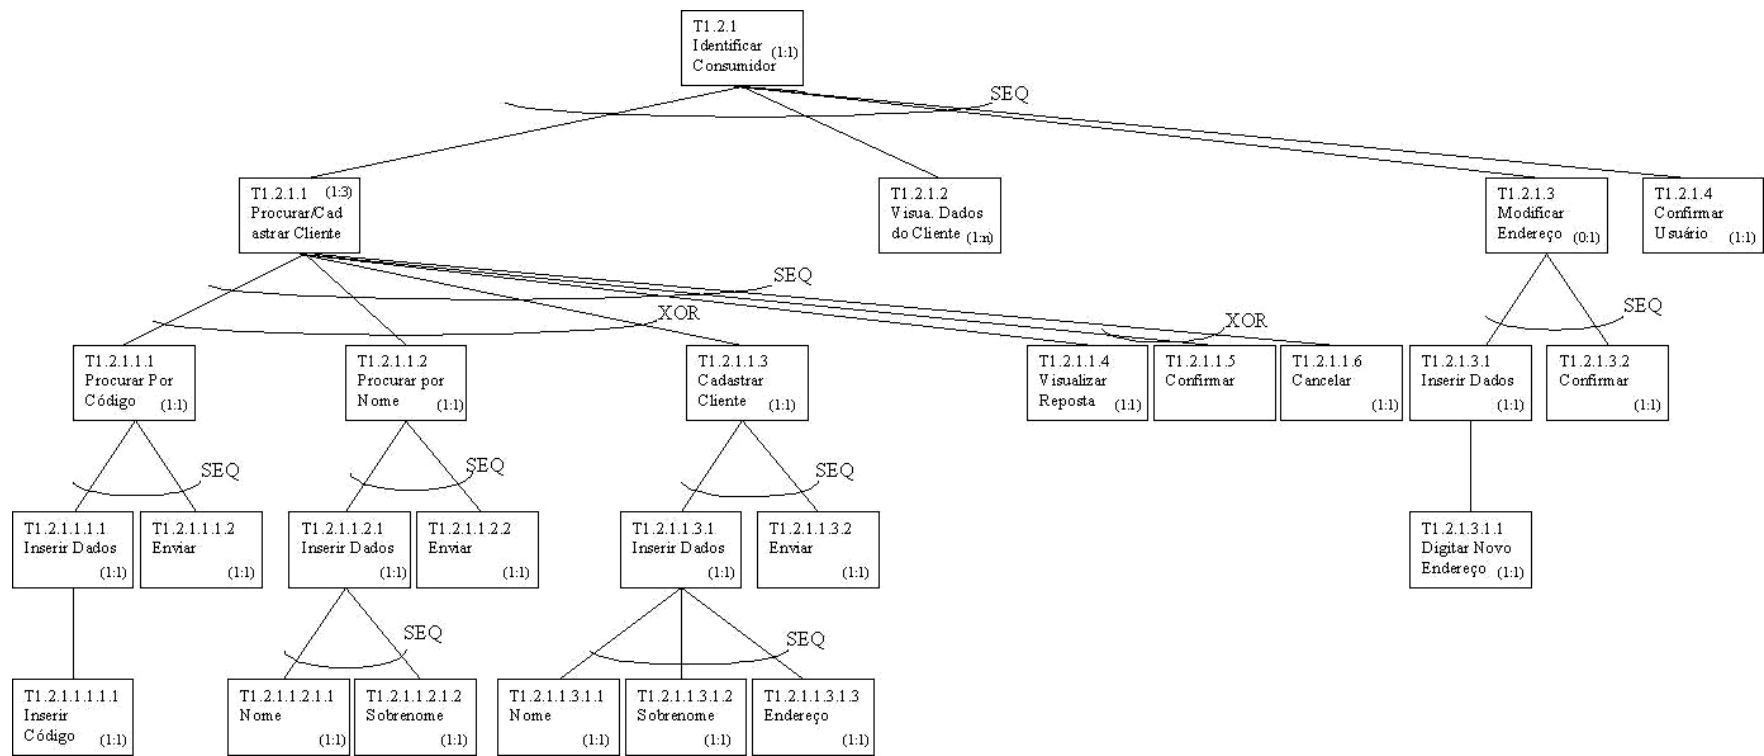 T1.2.1
Identificar (1:1)
Consumidor
SEQ
T1.2.1.1 (1:3)
Procurar/Cad
astrar Cliente
T1.2.1.2
Visua. Dados
do Cliente (1:n)
T1.2.1.3
Modificar
Endereço (0:1)
T1.2.1.4
Confirmar
Usuário (1:1)
SEQ
XOR
XOR
SEQ
T1.2.1.1.1
Procurar Por
Código (1:1)
T1.2.1.1.2
Procurar por
Nome (1:1)
T1.2.1.1.3
Cadastrar
Cliente (1:1)
T1.2.1.1.4
Visualizar
Reposta (1:1)
T1.2.1.1.5
Confirmar
T1.2.1.1.6
Cancelar
(1:1)
T1.2.1.3.1
Inserir Dados
(1:1)
T1.2.1.3.2
Confirmar
(1:1)
SEQ
SEQ
SEQ
T1.2.1.1.1.1
Inserir Dados
(1:1)
T1.2.1.1.1.2
Enviar
(1:1)
T1.2.1.1.2.1
Inserir Dados
(1:1)
T1.2.1.1.2.2
Enviar
(1:1)
T1.2.1.1.3.1
Inserir Dados
(1:1)
T1.2.1.1.3.2
Enviar
(1:1)
T1.2.1.3.1.1
Digitar Novo
Endereço (1:1)
SEQ
SEQ
T1.2.1.1.1.1.1
Inserir
Código (1:1)
T1.2.1.1.2.1.1
Nome
(1:1)
T1.2.1.1.2.1.2
Sobrenome
(1:1)
T1.2.1.1.3.1.1
Nome
(1:1)
T1.2.1.1.3.1.2
Sobrenome
(1:1)
T1.2.1.1.3.1.3
Endereço
(1:1)